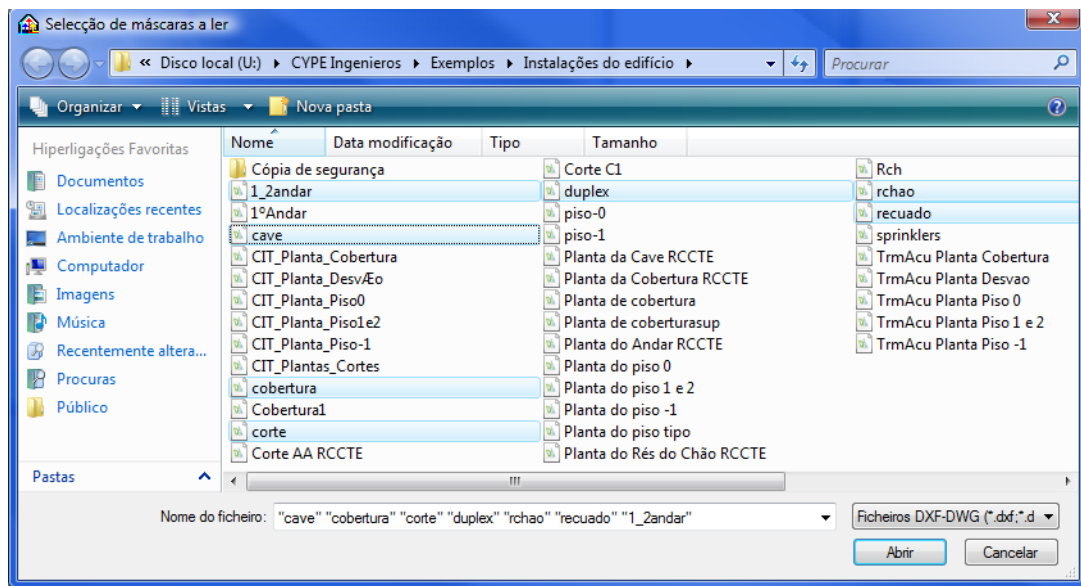 Selecção de máscaras a ler
« Disco local (U:) ▸ CYPE Ingenieros ▸ Exemplos ▸ Instalações do edifício ▸
Procurar
Organizar Vistas Nova pasta
Hiperligações Favoritas
Documentos
Localizações recentes
Ambiente de trabalho
Computador
Imagens
Música
Recentemente altera...
Procuras
Público
Pastas
Nome Data modificação Tipo Tamanho
Cópia de segurança
1_2andar
1ºAndar
cave
CIT_Planta_Cobertura
CIT_Planta_DesvÆo
CIT_Planta_Piso0
CIT_Planta_Piso1e2
CIT_Planta_Piso-1
CIT_Plantas_Cortes
cobertura
Cobertura1
corte
Corte AA RCCTE
Corte C1
duplex
piso-0
piso-1
Planta da Cave RCCTE
Planta da Cobertura RCCTE
Planta de cobertura
Planta de coberturasup
Planta do Andar RCCTE
Planta do piso 0
Planta do piso 1 e 2
Planta do piso -1
Planta do piso tipo
Planta do Rés do Chão RCCTE
Rch
rchao
recuado
sprinklers
TrmAcu Planta Cobertura
TrmAcu Planta Desvao
TrmAcu Planta Piso 0
TrmAcu Planta Piso 1 e 2
TrmAcu Planta Piso -1
Nome do ficheiro: "cave" "cobertura" "corte" "duplex" "rchao" "recuado" "1_2andar"
Ficheiros DXF-DWG (*.dxf;*.d
Abrir Cancelar